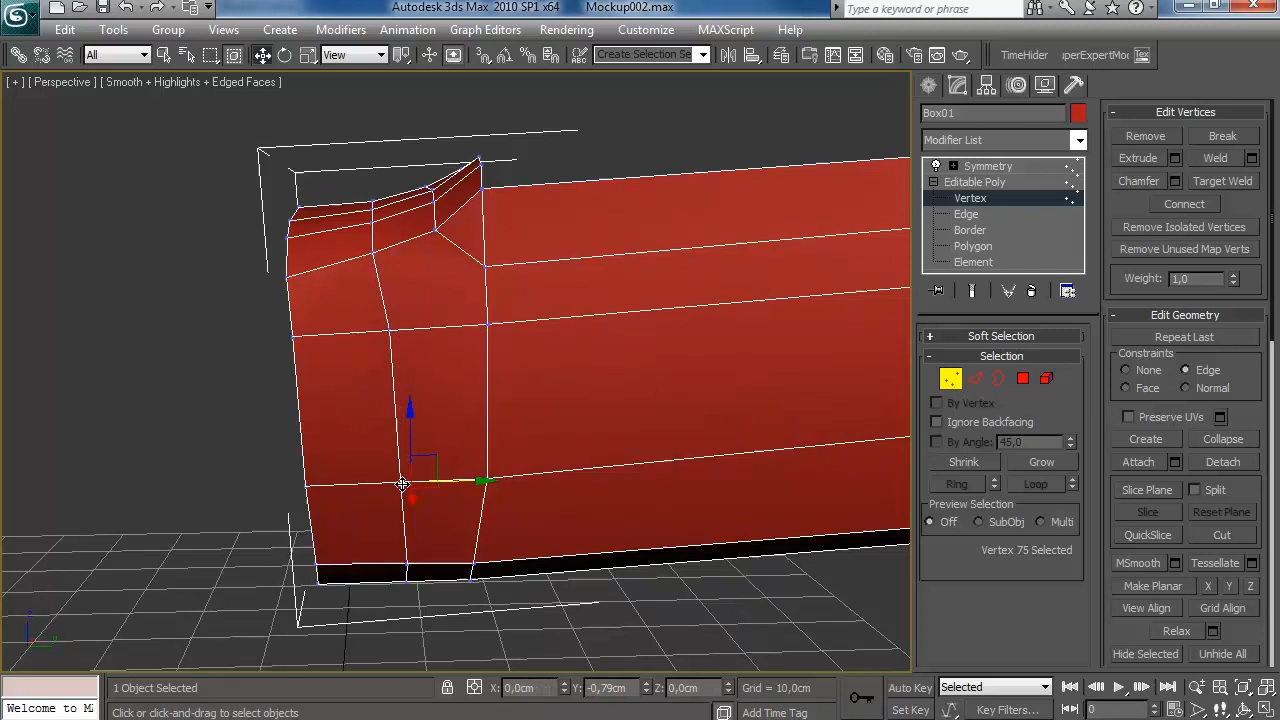 Autodesk 3ds Max 2010 SP1 x64 Mockup002.max
Type a keyword or phrase
Edit Tools Group Views Create Modifiers Animation Graph Editors Rendering Customize MAXScript Help
All View Create Selection Se TimeHider uperExpertMod Tex
[ + ] [ Perspective ] [ Smooth + Highlights + Edged Faces ]
Box01
Modifier List
Symmetry
Editable Poly
Vertex
Edge
Border
Polygon
Element
Soft Selection
Selection
By Vertex
Ignore Backfacing
By Angle: 45,0
Shrink Grow
Ring Loop
Preview Selection
Off SubObj Multi
Vertex 75 Selected
Edit Vertices
Remove Break
Extrude Weld
Chamfer Target Weld
Connect
Remove Isolated Vertices
Remove Unused Map Verts
Weight: 1,0
Edit Geometry
Repeat Last
Constraints
None Edge
Face Normal
Preserve UVs
Create Collapse
Attach Detach
Slice Plane Split
Slice Reset Plane
QuickSlice Cut
MSmooth Tessellate
Make Planar X Y Z
View Align Grid Align
Relax
Hide Selected Unhide All
1 Object Selected X: 0,0cm Y: -0,79cm Z: 0,0cm Grid = 10,0cm Auto Key Selected
Welcome to MA Click or click-and-drag to select objects Add Time Tag Set Key Key Filters... 0